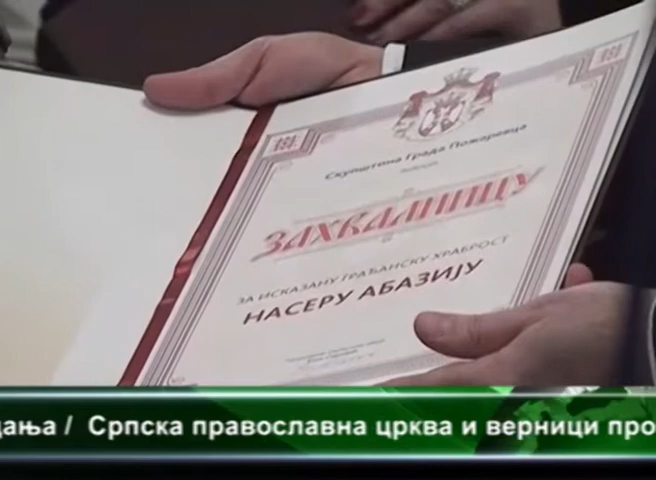 Скупштина Града Пожаревца
ЗАХВАЛНИЦУ
ЗА ИСКАЗАНУ ГРАЂАНСКУ ХРАБРОСТ
НАСЕРУ АБАЗИЈУ
дања / Српска православна црква и верници про